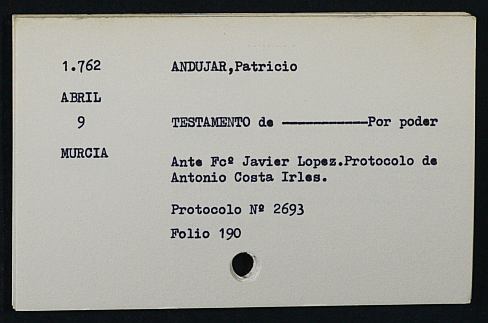 1.762 ANDUJAR,Patricio
ABRIL
9 TESTAMENTO de ——————Por poder
MURCIA
Ante Fcº Javier Lopez.Protocolo de
Antonio Costa Irles.
Protocolo Nº 2693
Folio 190